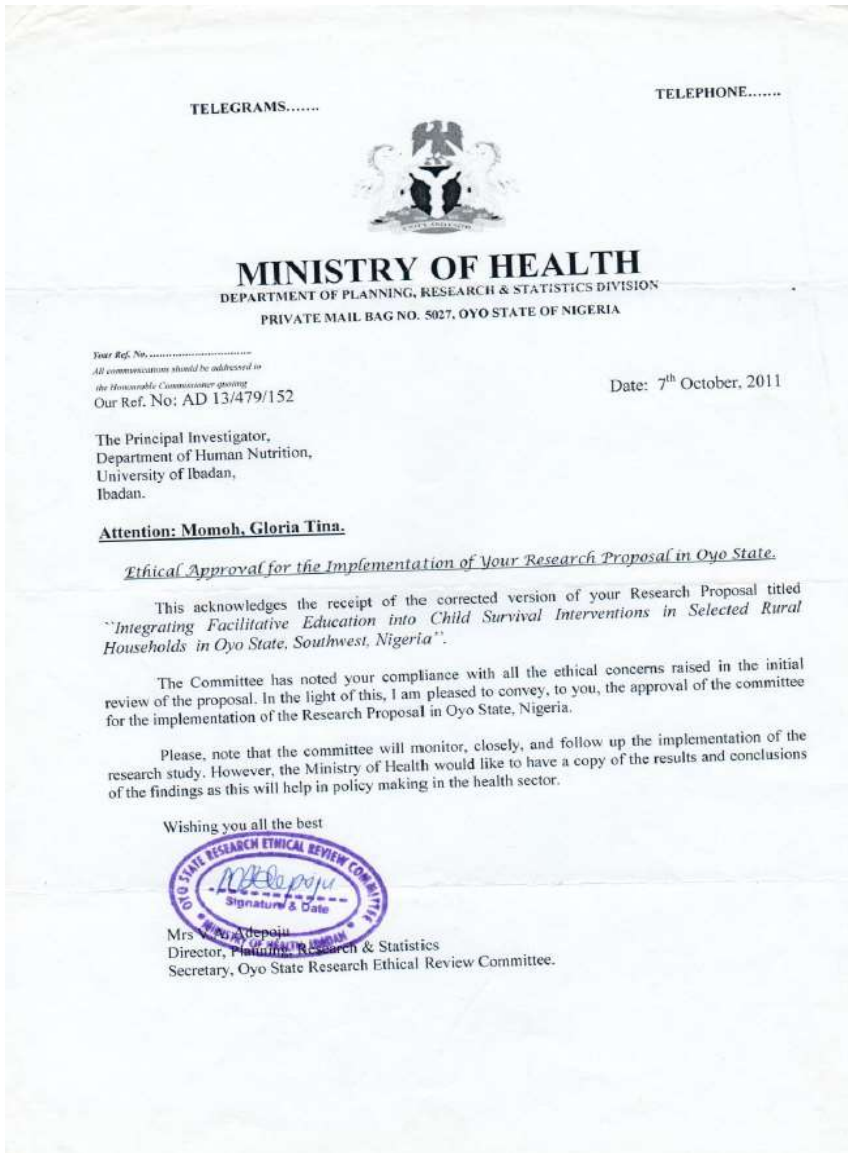 TELEGRAMS.......
TELEPHONE.......
MINISTRY OF HEALTH
DEPARTMENT OF PLANNING, RESEARCH & STATISTICS DIVISION
PRIVATE MAIL BAG NO. 5027, OYO STATE OF NIGERIA
Your Ref. No. ................................
All communications should be addressed to
the Honourable Commissioner quoting
Our Ref. No: AD 13/479/152
Date: 7th October, 2011
The Principal Investigator,
Department of Human Nutrition,
University of Ibadan,
Ibadan.
Attention: Momoh, Gloria Tina.
Ethical Approval for the Implementation of Your Research Proposal in Oyo State.
This acknowledges the receipt of the corrected version of your Research Proposal titled
``Integrating Facilitative Education into Child Survival Interventions in Selected Rural
Households in Oyo State, Southwest, Nigeria''.
The Committee has noted your compliance with all the ethical concerns raised in the initial
review of the proposal. In the light of this, I am pleased to convey, to you, the approval of the committee
for the implementation of the Research Proposal in Oyo State, Nigeria.
Please, note that the committee will monitor, closely, and follow up the implementation of the
research study. However, the Ministry of Health would like to have a copy of the results and conclusions
of the findings as this will help in policy making in the health sector.
Wishing you all the best
OYO STATE RESEARCH ETHICAL REVIEW COMMITTEE
Signature & Date
MINISTRY OF HEALTH, IBADAN
Mrs V. A. Adepoju
Director, Planning, Research & Statistics
Secretary, Oyo State Research Ethical Review Committee.